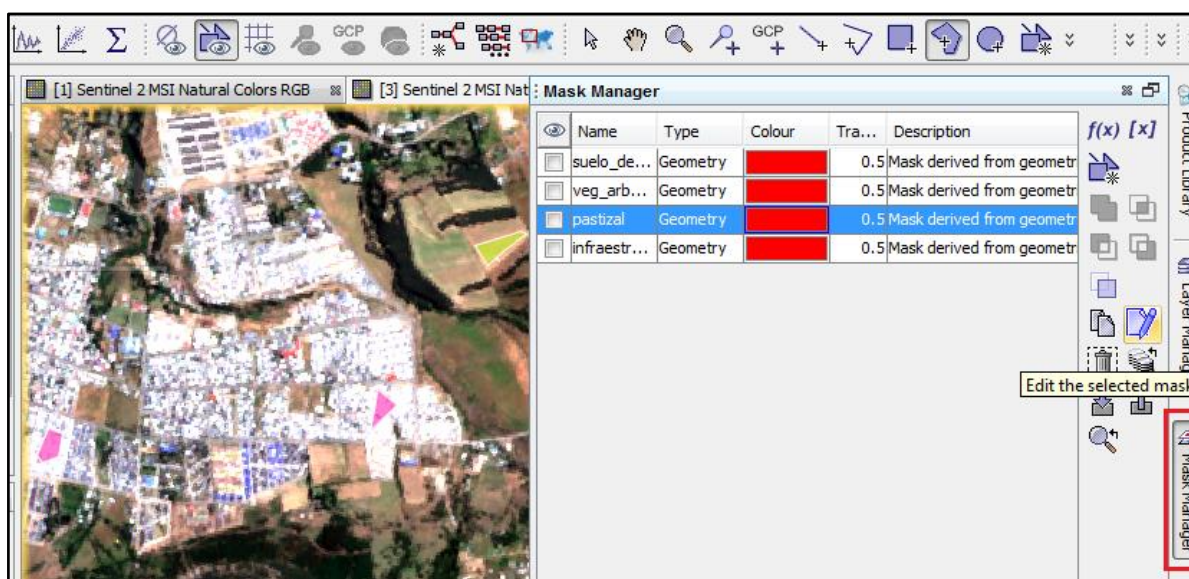 GCP
GCP
[1] Sentinel 2 MSI Natural Colors RGB
[3] Sentinel 2 MSI Nat
Mask Manager
Name Type Colour Tra... Description
suelo_de... Geometry 0.5 Mask derived from geometr
veg_arb... Geometry 0.5 Mask derived from geometr
pastizal Geometry 0.5 Mask derived from geometr
infraestr... Geometry 0.5 Mask derived from geometr
f(x) [x]
Edit the selected mask
Product Library
Layer Manag
Mask Manager